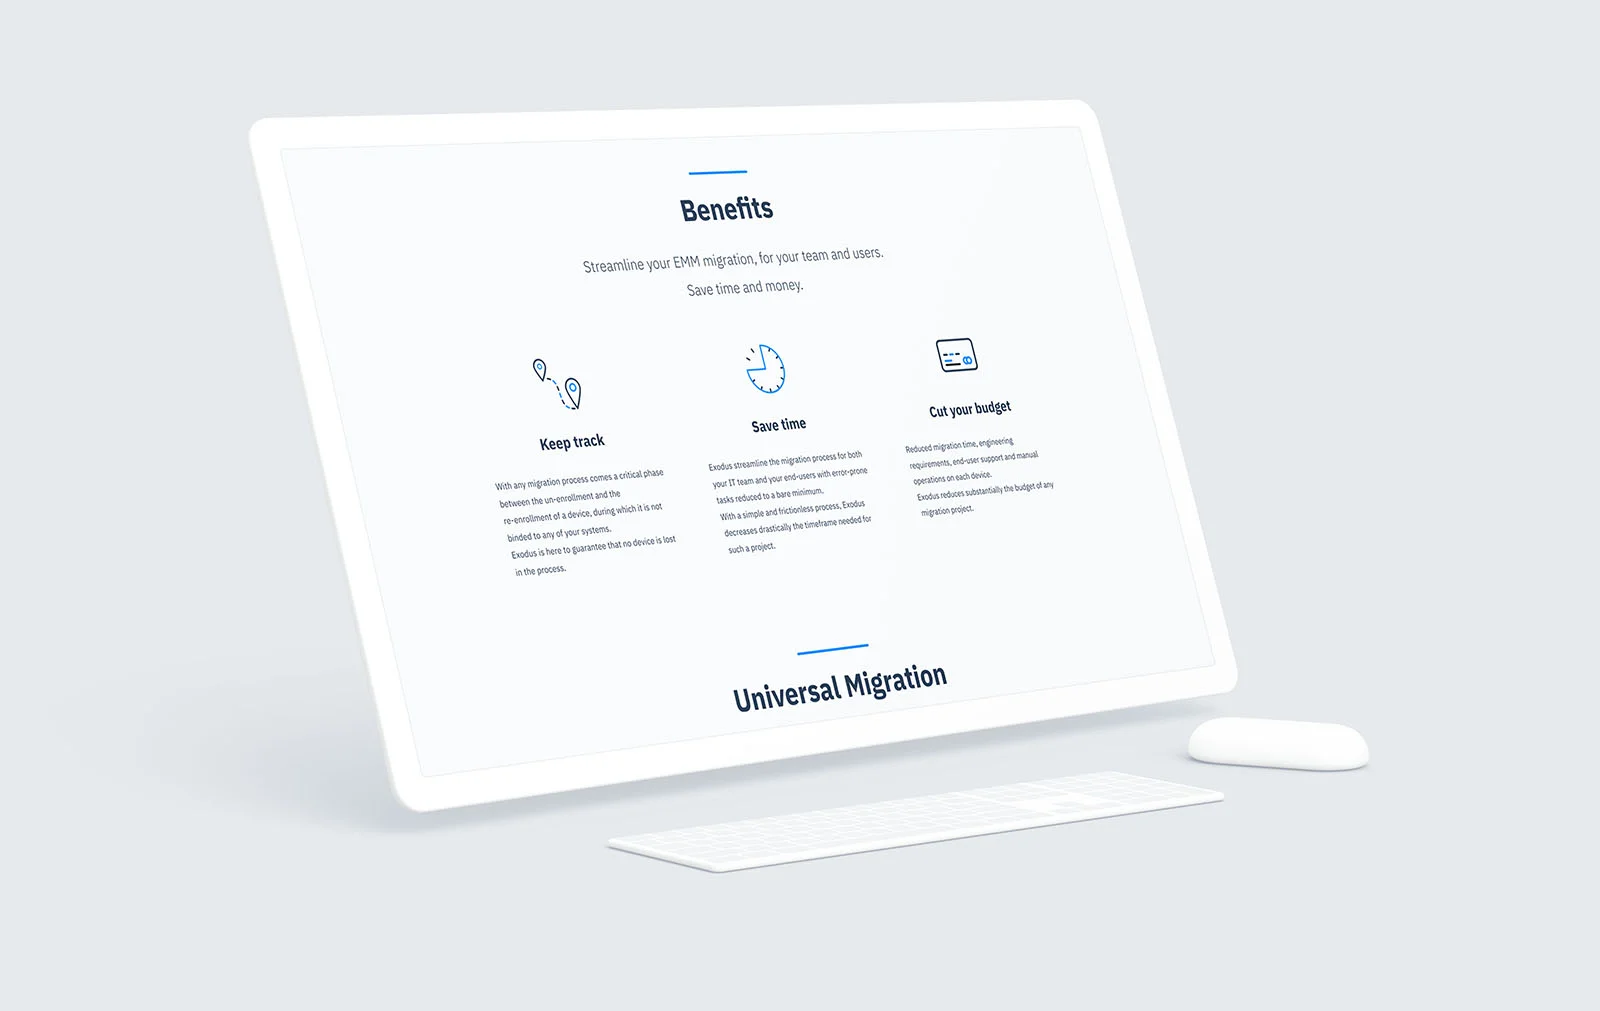 Benefits
Streamline your EMM migration, for your team and users.
Save time and money.
Keep track
With any migration process comes a critical phase
between the un-enrollment and the
re-enrollment of a device, during which it is not
binded to any of your systems.
Exodus is here to guarantee that no device is lost
in the process.
Save time
Exodus streamline the migration process for both
your IT team and your end-users with error-prone
tasks reduced to a bare minimum.
With a simple and frictionless process, Exodus
decreases drastically the timeframe needed for
such a project.
Cut your budget
Reduced migration time, engineering
requirements, end-user support and manual
operations on each device.
Exodus reduces substantially the budget of any
migration project.
Universal Migration